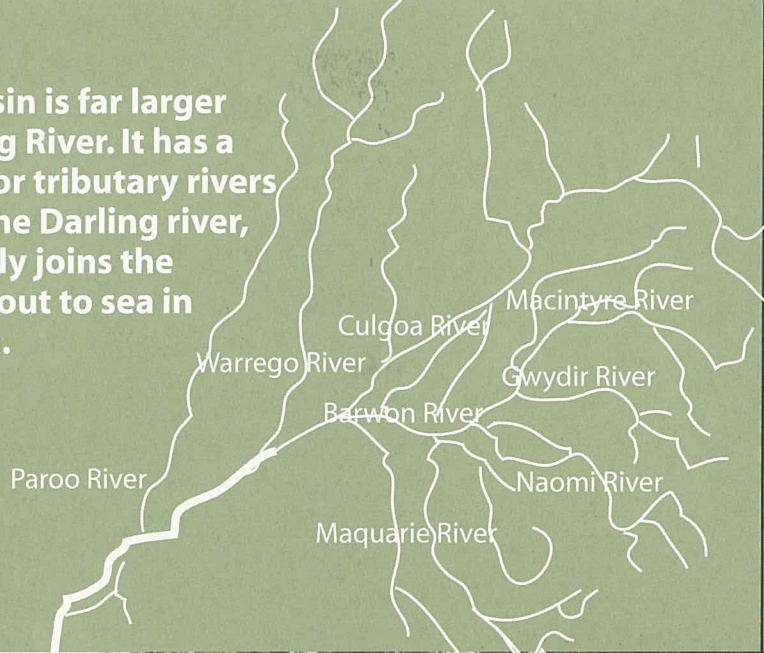 sin is far larger
g River. It has a
or tributary rivers
he Darling river,
ly joins the
out to sea in
.
Macintyre River
Culgoa River
Warrego River
Gwydir River
Barwon River
Paroo River
Naomi River
Maquarie River